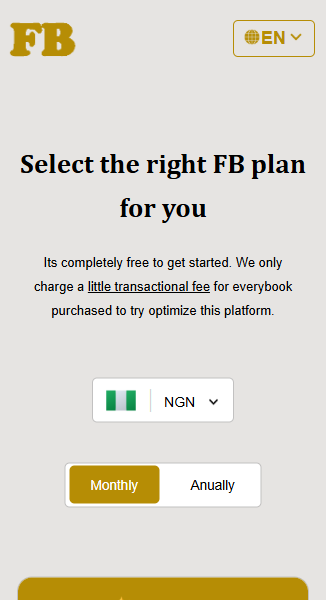 FB
EN
Select the right FB plan
for you
Its completely free to get started. We only
charge a little transactional fee for everybook
purchased to try optimize this platform.
NGN
Monthly Anually